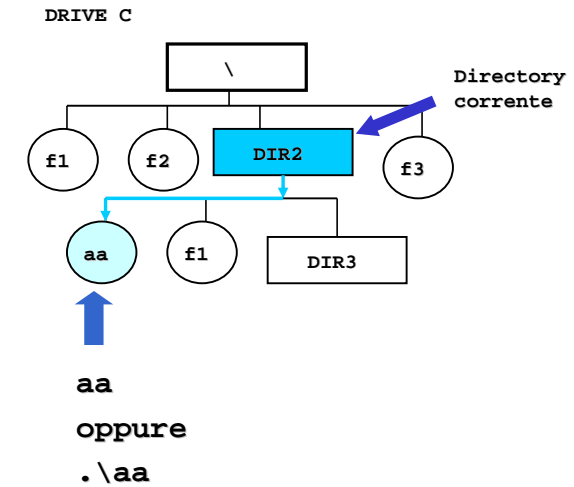 DRIVE C
\
Directory
corrente
f1
f2
DIR2
f3
aa
f1
DIR3
aa
oppure
.\aa